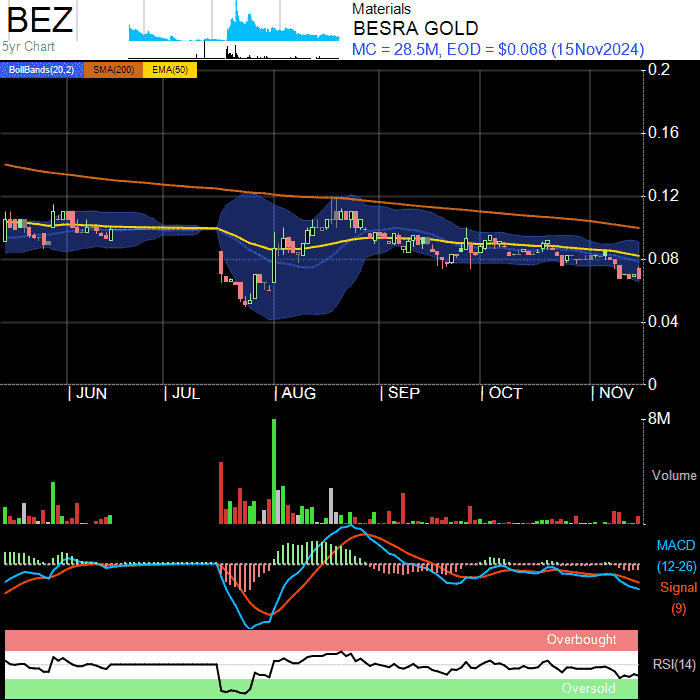 BEZ
5yr Chart
Materials
BESRA GOLD
MC = 28.5M, EOD = $0.068 (15Nov2024)
BollBands(20,2) SMA(200) EMA(50)
0.2
0.16
0.12
0.08
0.04
0
JUN JUL AUG SEP OCT NOV
8M
Volume
MACD
(12-26)
Signal
(9)
Overbought
RSI(14)
Oversold